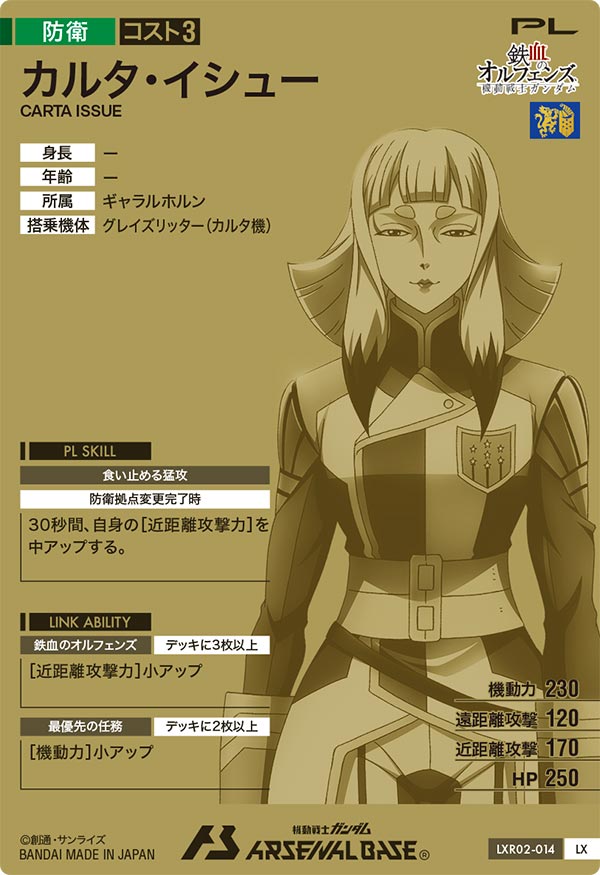 防衛 コスト3
PL
カルタ・イシュー
CARTA ISSUE
鉄血の
オルフェンズ
機動戦士ガンダム
身長 ー
年齢 ー
所属 ギャラルホルン
搭乗機体 グレイズリッター(カルタ機)
PL SKILL
食い止める猛攻
防衛拠点変更完了時
30秒間、自身の[近距離攻撃力]を
中アップする。
LINK ABILITY
鉄血のオルフェンズ デッキに3枚以上
[近距離攻撃力]小アップ
最優先の任務 デッキに2枚以上
[機動力]小アップ
機動力 230
遠距離攻撃 120
近距離攻撃 170
HP 250
©創通・サンライズ
BANDAI MADE IN JAPAN
機動戦士ガンダム
ARSENAL BASE®
LXR02-014 LX